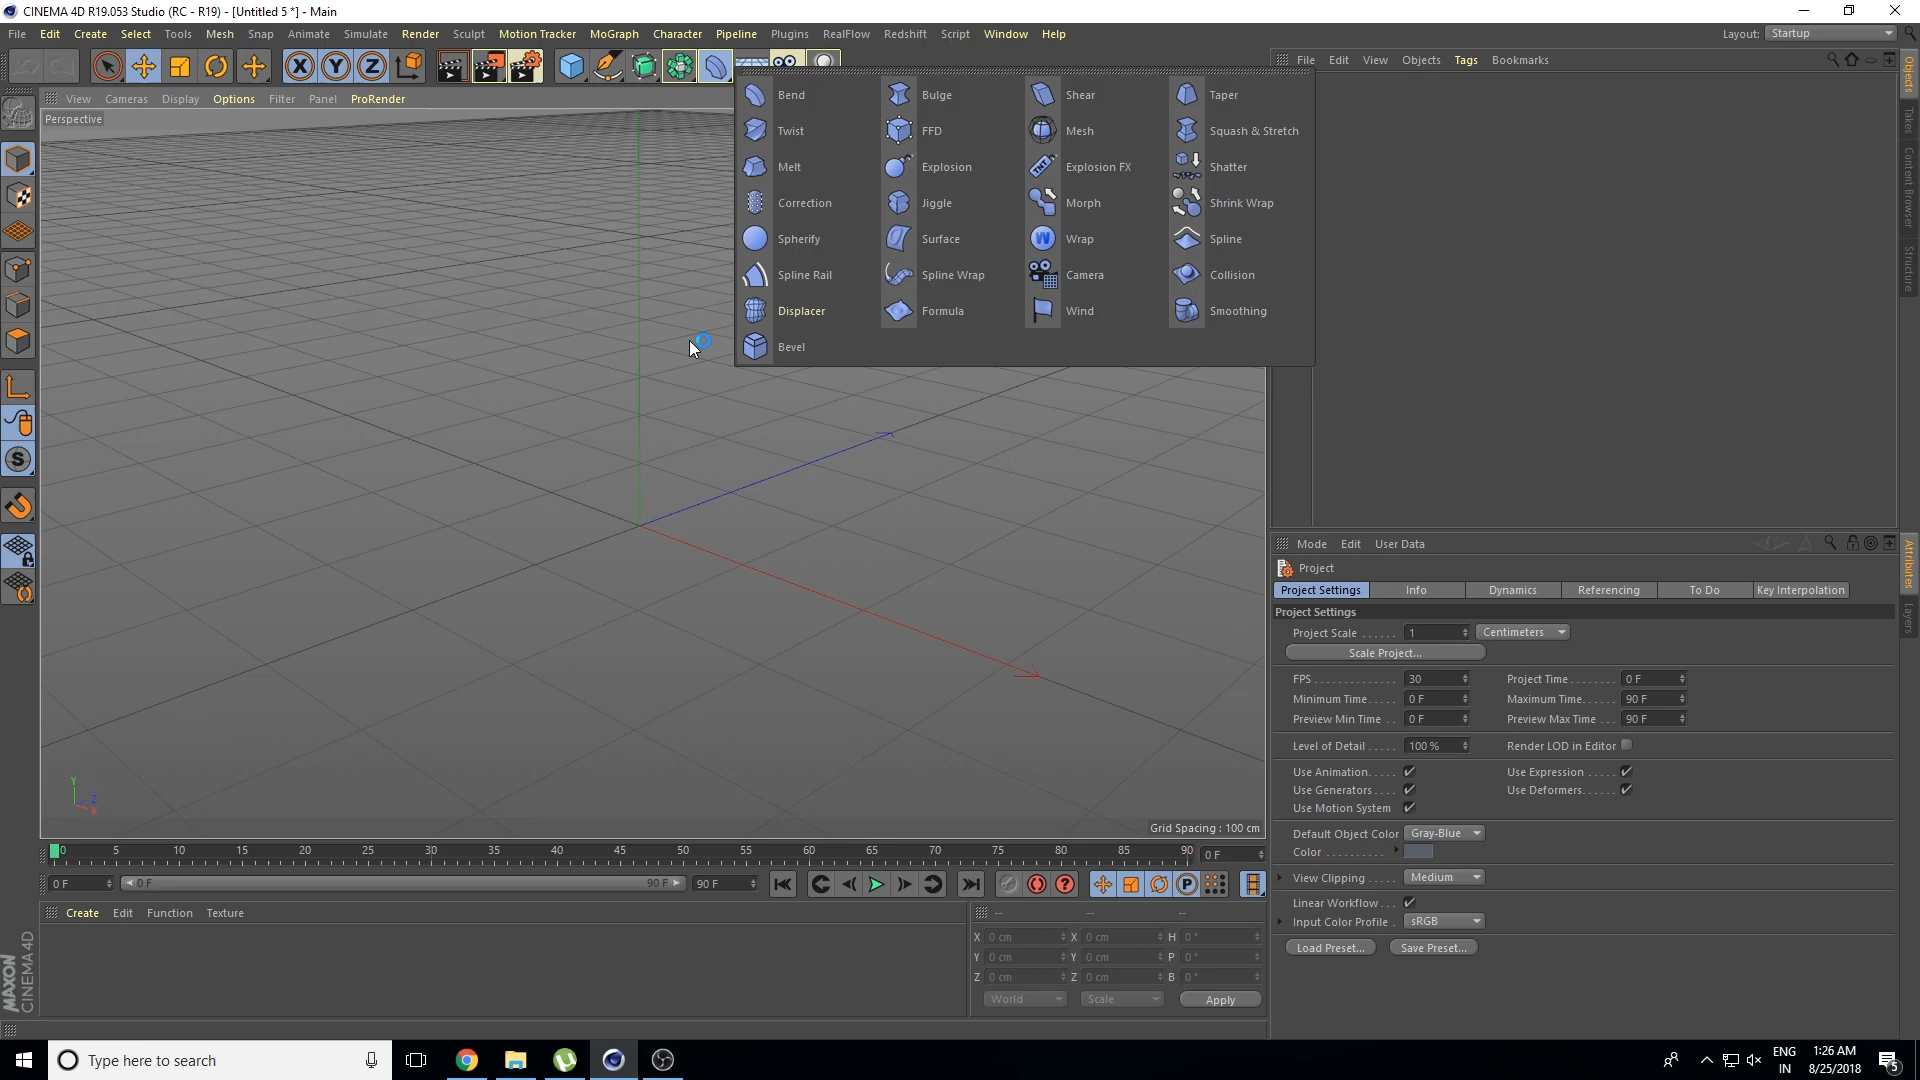 CINEMA 4D R19.053 Studio (RC - R19) - [Untitled 5 *] - Main
File Edit Create Select Tools Mesh Snap Animate Simulate Render Sculpt Motion Tracker MoGraph Character Pipeline Plugins RealFlow Redshift Script Window Help Layout: Startup
X Y Z
File Edit View Objects Tags Bookmarks
View Cameras Display Options Filter Panel ProRender
Perspective
Bend Bulge Shear Taper
Twist FFD Mesh Squash & Stretch
Melt Explosion TNT Explosion FX Shatter
Correction Jiggle Morph Shrink Wrap
Spherify Surface W Wrap Spline
Spline Rail Spline Wrap Camera Collision
Displacer Formula Wind Smoothing
Bevel
S
Y
Z
X
Grid Spacing : 100 cm
Objects
Takes
Content Browser
Structure
Mode Edit User Data
Project
Project Settings Info Dynamics Referencing To Do Key Interpolation
Project Settings
Project Scale ...... 1 Centimeters
Scale Project...
FPS .............. 30 Project Time ........ 0 F
Minimum Time ..... 0 F Maximum Time ..... 90 F
Preview Min Time .. 0 F Preview Max Time ... 90 F
Level of Detail ..... 100 % Render LOD in Editor
Use Animation ..... Use Expression .....
Use Generators .... Use Deformers ......
Use Motion System
Default Object Color Gray-Blue
Color ..........
View Clipping ..... Medium
Linear Workflow ...
Input Color Profile . sRGB
Load Preset... Save Preset...
Attributes
Layers
0 5 10 15 20 25 30 35 40 45 50 55 60 65 70 75 80 85 90 0 F
0 F 0 F 90 F 90 F ? P
Create Edit Function Texture
-- -- --
X 0 cm X 0 cm H 0 °
Y 0 cm Y 0 cm P 0 °
Z 0 cm Z 0 cm B 0 °
World Scale Apply
MAXON
CINEMA 4D
Type here to search
ENG
IN
1:26 AM
8/25/2018
5